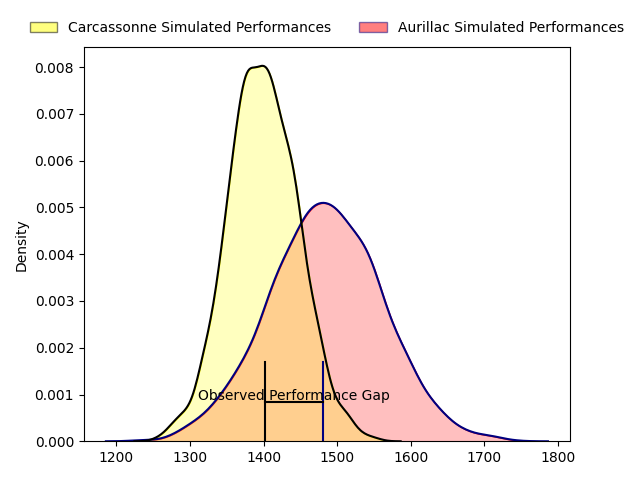 Carcassonne Simulated Performances
Aurillac Simulated Performances
0.008
0.007
0.006
0.005
0.004
0.003
0.002
0.001
0.000
Density
Observed Performance Gap
1200 1300 1400 1500 1600 1700 1800